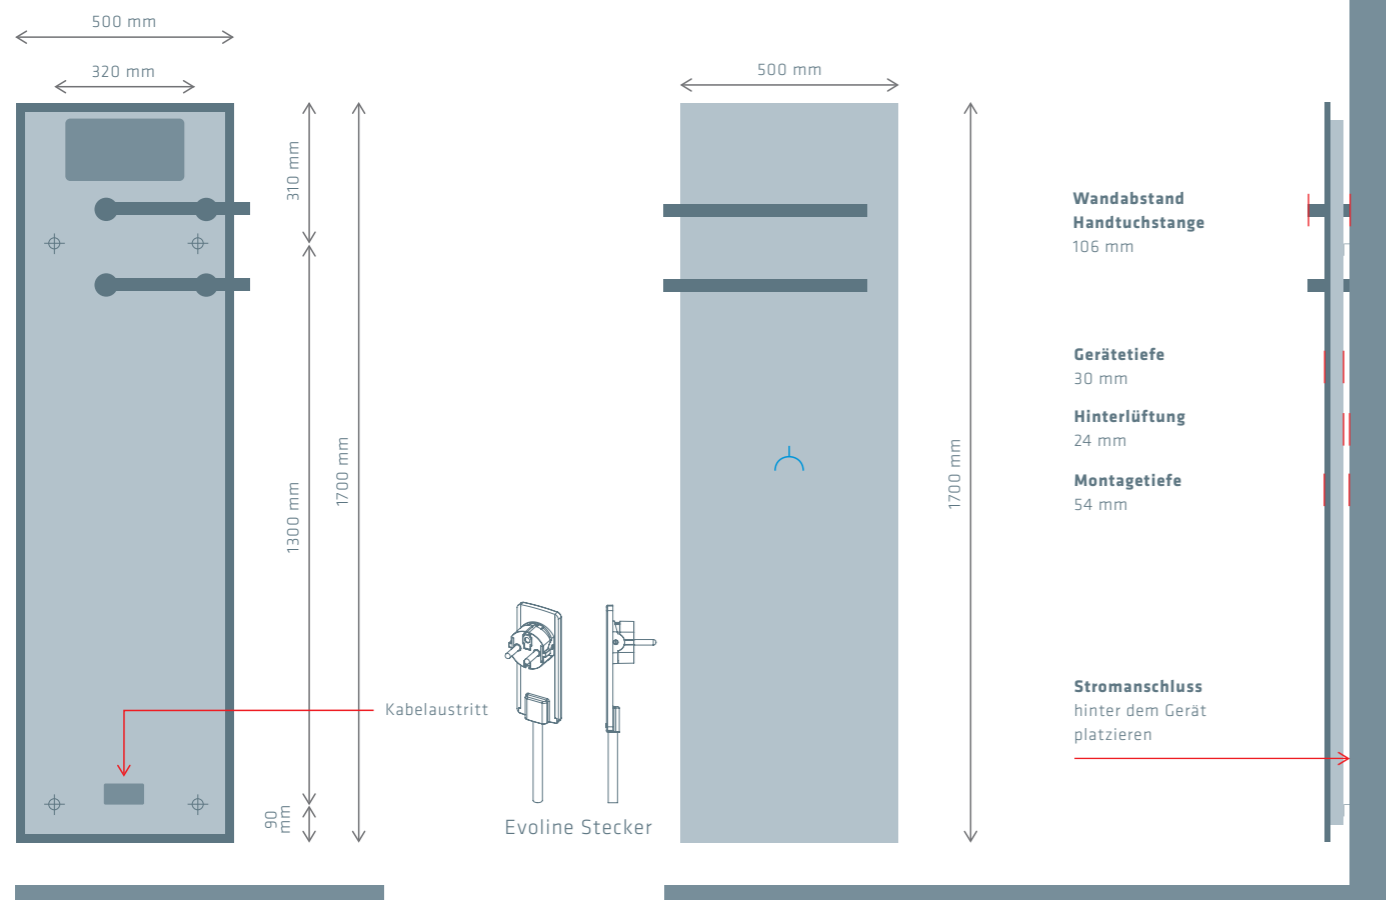 500 mm
320 mm
310 mm
1700 mm
1300 mm
90
mm
Kabelaustritt
Evoline Stecker
500 mm
1700 mm
Wandabstand
Handtuchstange
106 mm
Gerätetiefe
30 mm
Hinterlüftung
24 mm
Montagetiefe
54 mm
Stromanschluss
hinter dem Gerät
platzieren